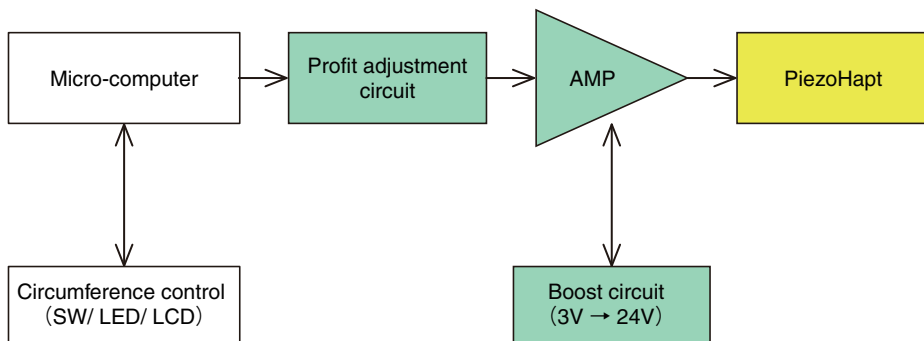 Micro-computer
Profit adjustment
circuit
AMP
PiezoHapt
Circumference control
（SW/ LED/ LCD）
Boost circuit
（3V → 24V）